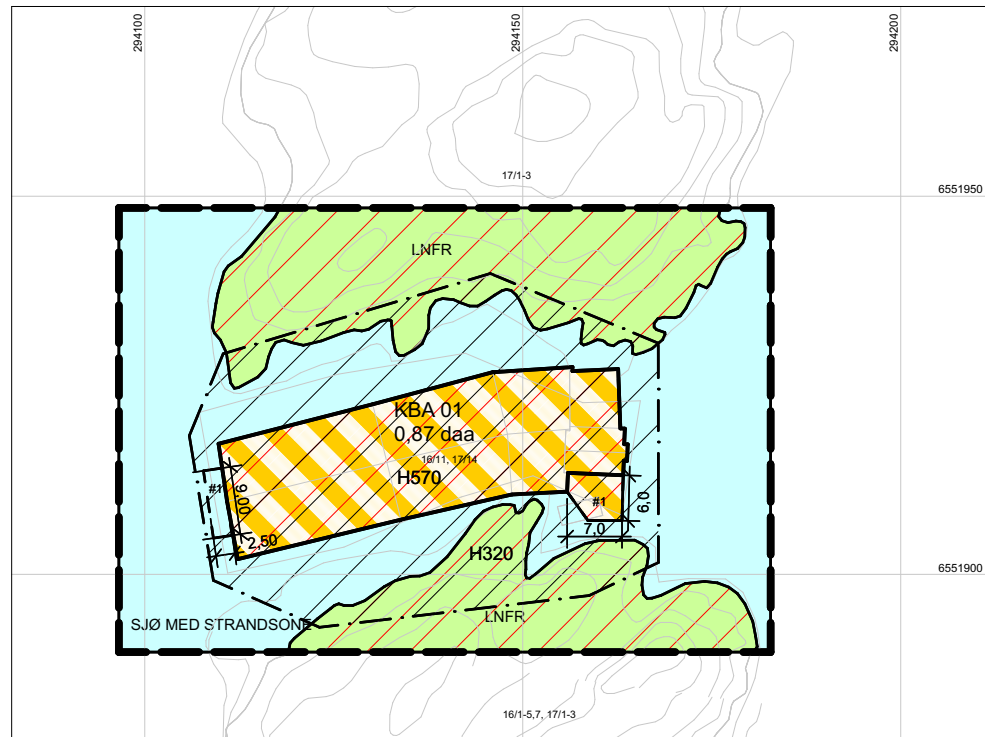 294100
294150
294200
17/1-3
6551950
LNFR
KBA 01
0,87 daa
16/11, 17/14
H570
#1
9,00
#1
6,0
2,50
7,0
H320
6551900
LNFR
SJØ MED STRANDSONE
16/1-5,7, 17/1-3